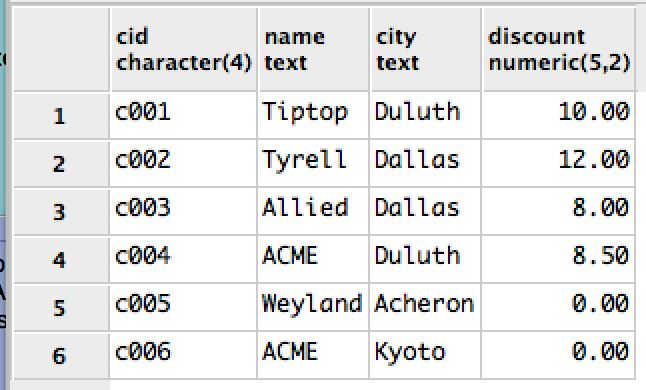 cid name city discount
character(4) text text numeric(5,2)
1 c001 Tiptop Duluth 10.00
2 c002 Tyrell Dallas 12.00
3 c003 Allied Dallas 8.00
4 c004 ACME Duluth 8.50
5 c005 Weyland Acheron 0.00
6 c006 ACME Kyoto 0.00